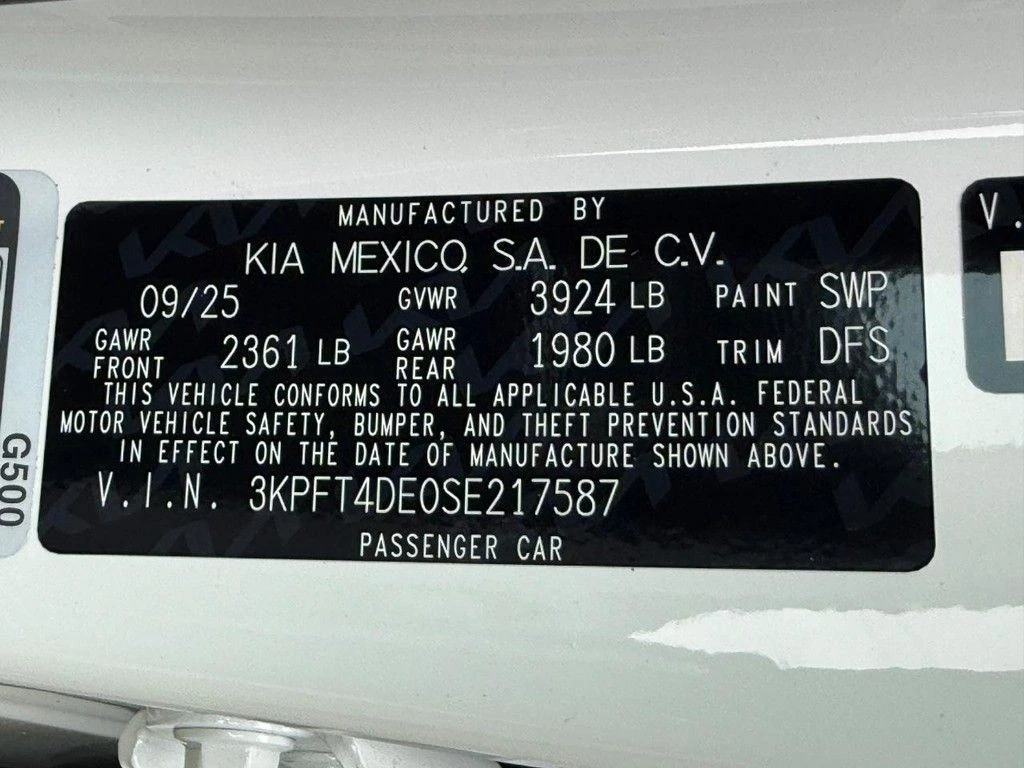 MANUFACTURED BY
KIA MEXICO, S.A. DE C.V.
09/25 GVWR 3924 LB PAINT SWP
GAWR FRONT 2361 LB GAWR REAR 1980 LB TRIM DFS
THIS VEHICLE CONFORMS TO ALL APPLICABLE U.S.A. FEDERAL
MOTOR VEHICLE SAFETY, BUMPER, AND THEFT PREVENTION STANDARDS
IN EFFECT ON THE DATE OF MANUFACTURE SHOWN ABOVE.
V.I.N. 3KPFT4DE0SE217587
PASSENGER CAR
G500
V.